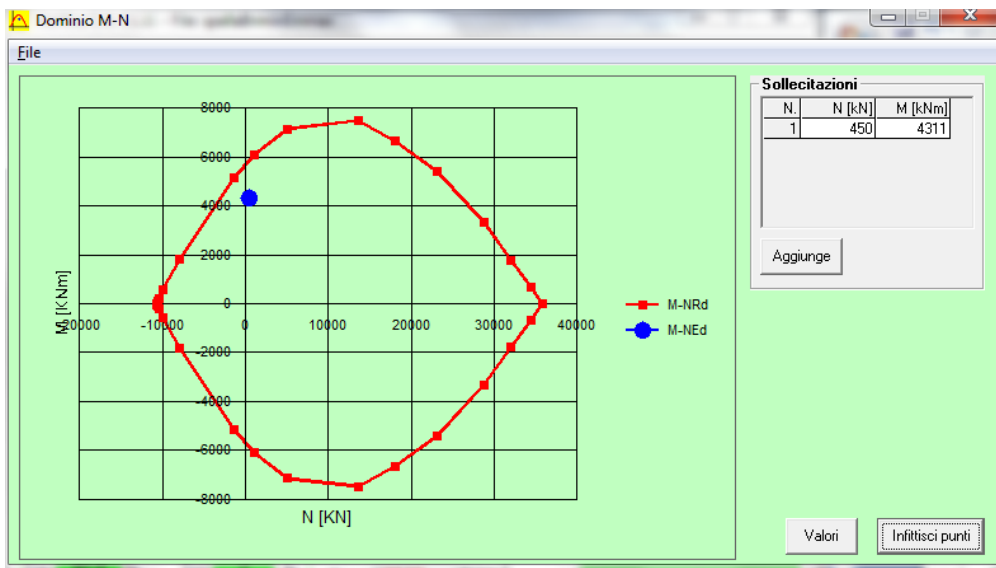 Dominio M-N
File
8000
6000
4000
2000
0
-2000
-4000
-6000
-8000
M [KNm]
-20000 -10000 0 10000 20000 30000 40000
N [KN]
M-NRd
M-NEd
Sollecitazioni
N. N [kN] M [kNm]
1 450 4311
Aggiunge
Valori
Infittisci punti